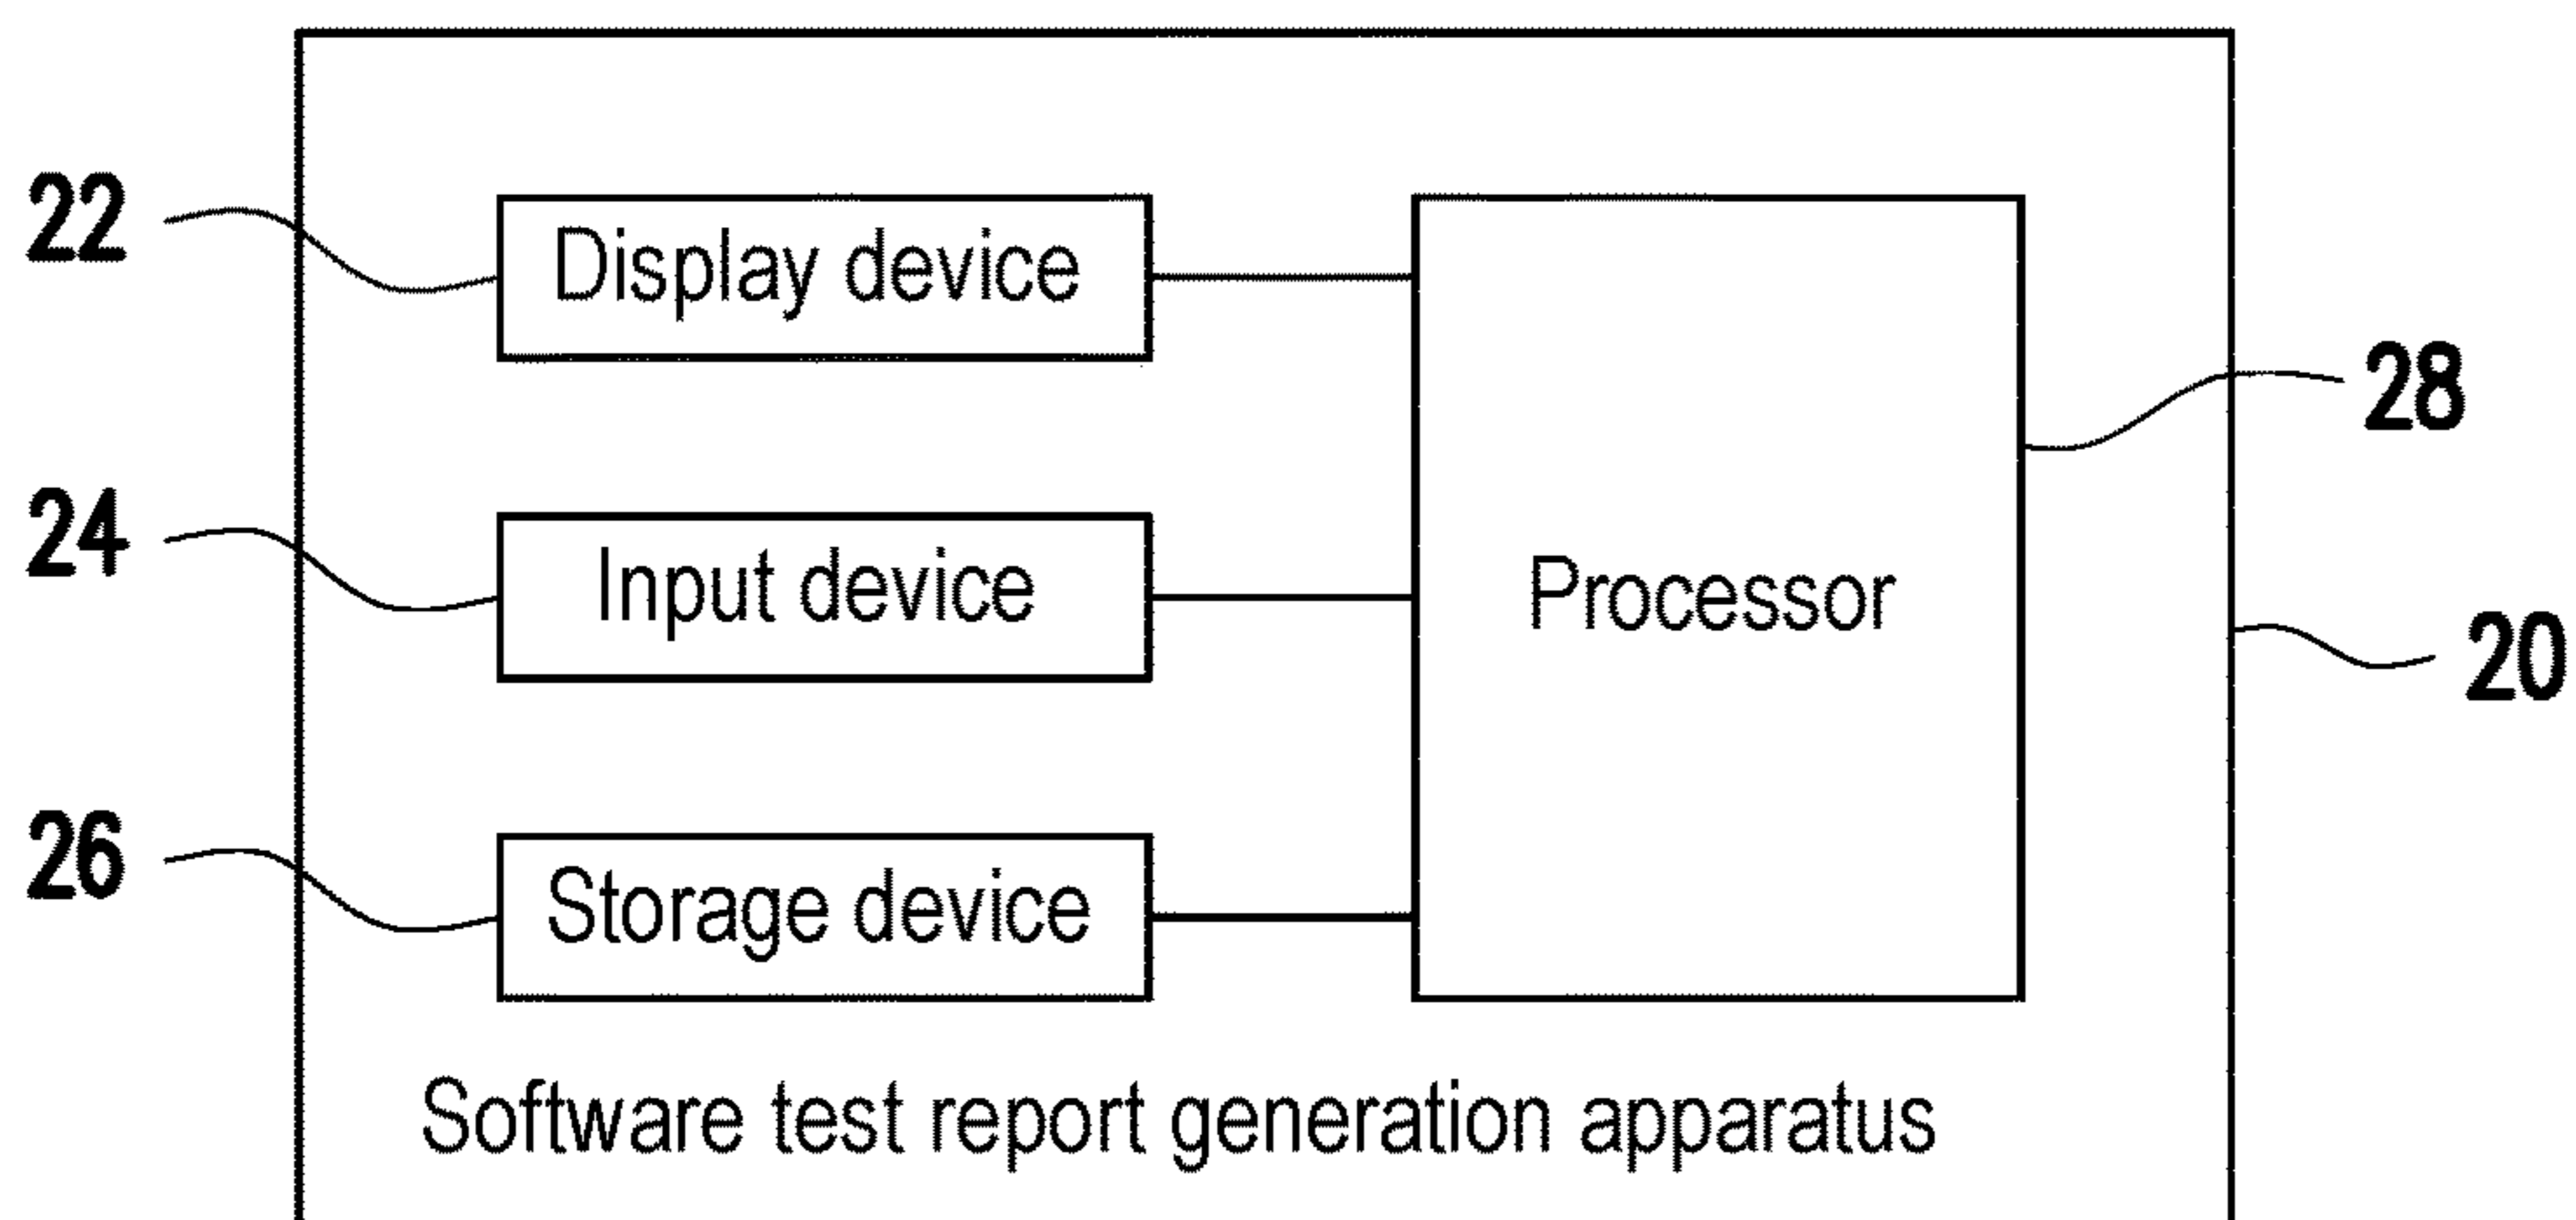 22
Display device
28
24
Input device
Processor
20
26
Storage device
Software test report generation apparatus